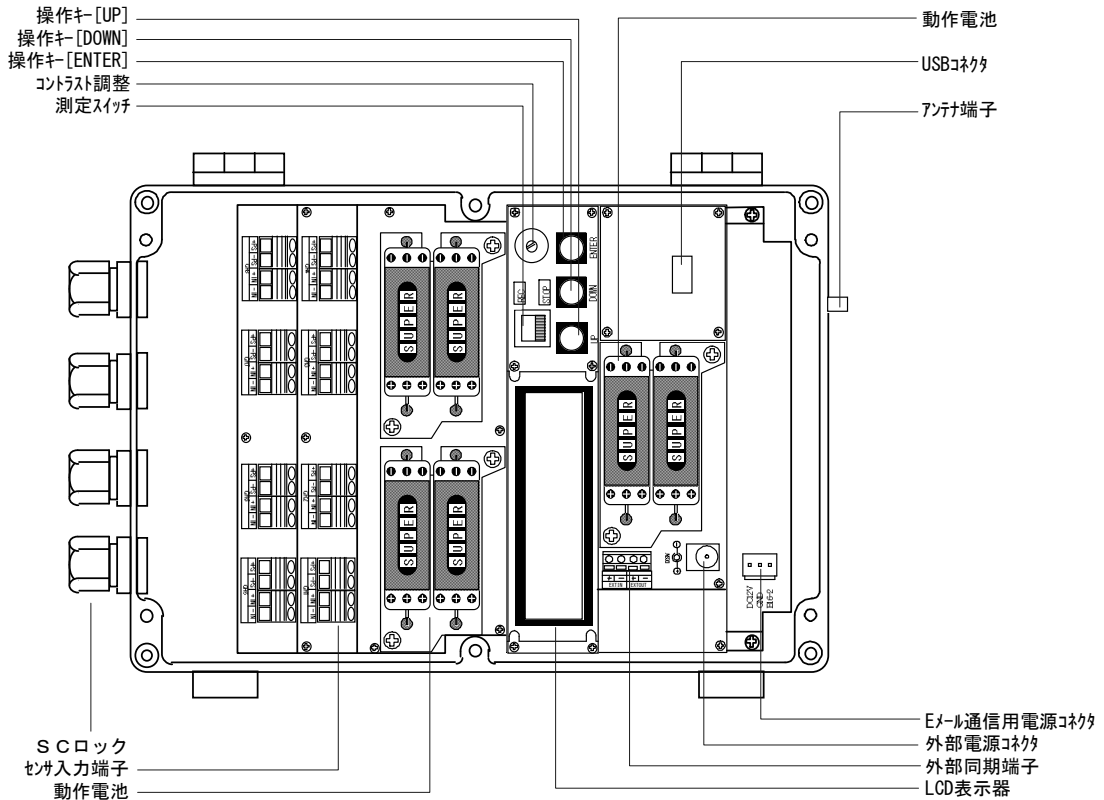 操作キー[UP]
操作キー[DOWN]
操作キー[ENTER]
コントラスト調整
測定スイッチ
動作電池
USBコネクタ
アンテナ端子
ENTER
DOWN
UP
REC
STOP
SUPER
SUPER
SUPER
SUPER
SUPER
SUPER
+ − + −
EXTIN EXTOUT
DC12V
GND
SCロック
センサ入力端子
動作電池
Eメール通信用電源コネクタ
外部電源コネクタ
外部同期端子
LCD表示器